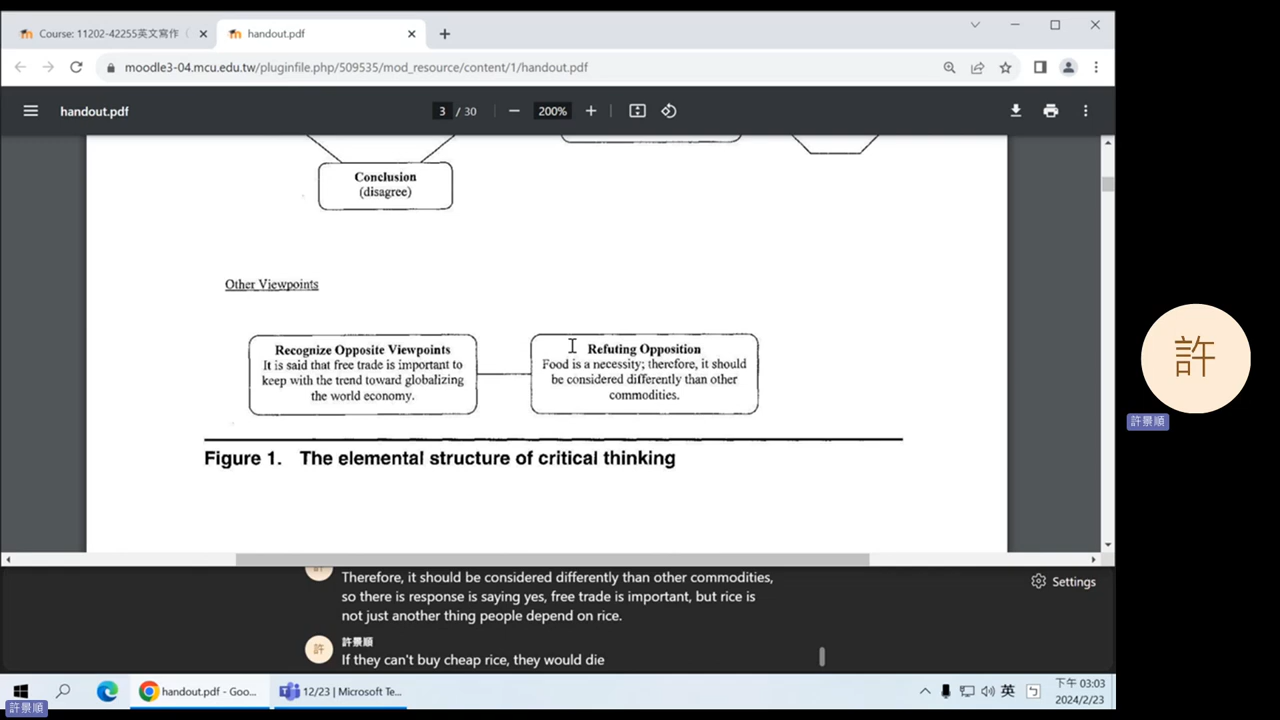 Course: 11202-42255英文寫作（
handout.pdf
moodle3-04.mcu.edu.tw/pluginfile.php/509535/mod_resource/content/1/handout.pdf
handout.pdf
3 / 30
200%
Conclusion
(disagree)
Other Viewpoints
Recognize Opposite Viewpoints
It is said that free trade is important to
keep with the trend toward globalizing
the world economy.
Refuting Opposition
Food is a necessity; therefore, it should
be considered differently than other
commodities.
Figure 1. The elemental structure of critical thinking
許
許景順
許
Therefore, it should be considered differently than other commodities,
so there is response is saying yes, free trade is important, but rice is
not just another thing people depend on rice.
Settings
許
許景順
If they can't buy cheap rice, they would die
handout.pdf - Goo...
12/23 | Microsoft Te...
英
下午 03:03
2024/2/23
許景順